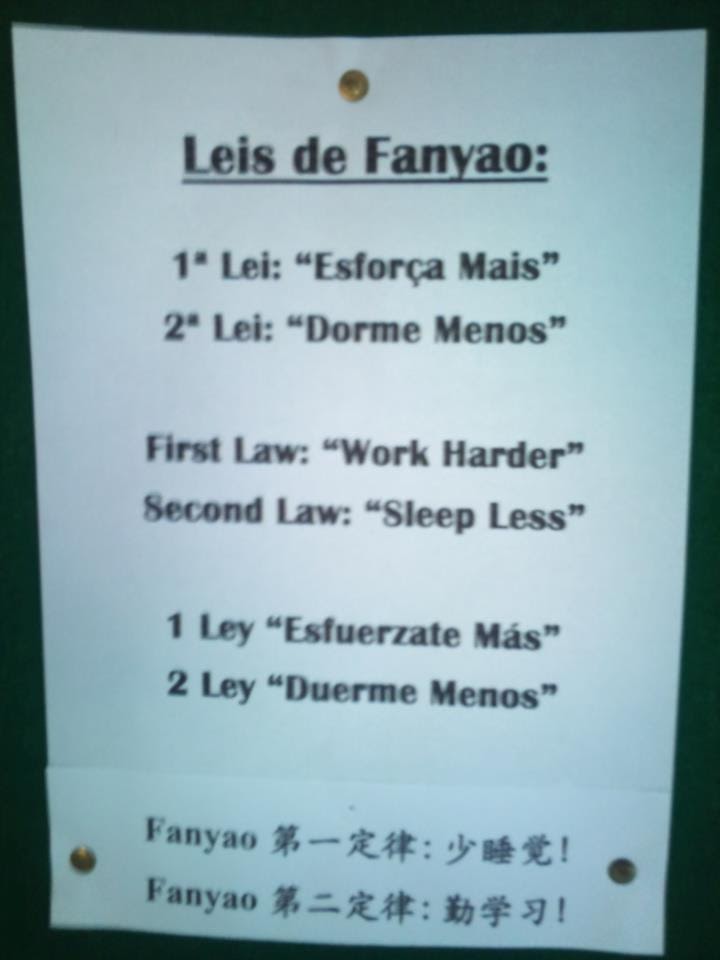 Leis de Fanyao:
1ª Lei: “Esforça Mais”
2ª Lei: “Dorme Menos”
First Law: “Work Harder”
Second Law: “Sleep Less”
1 Ley “Esfuerzate Más”
2 Ley “Duerme Menos”
Fanyao 第一定律: 少睡觉!
Fanyao 第二定律: 勤学习!